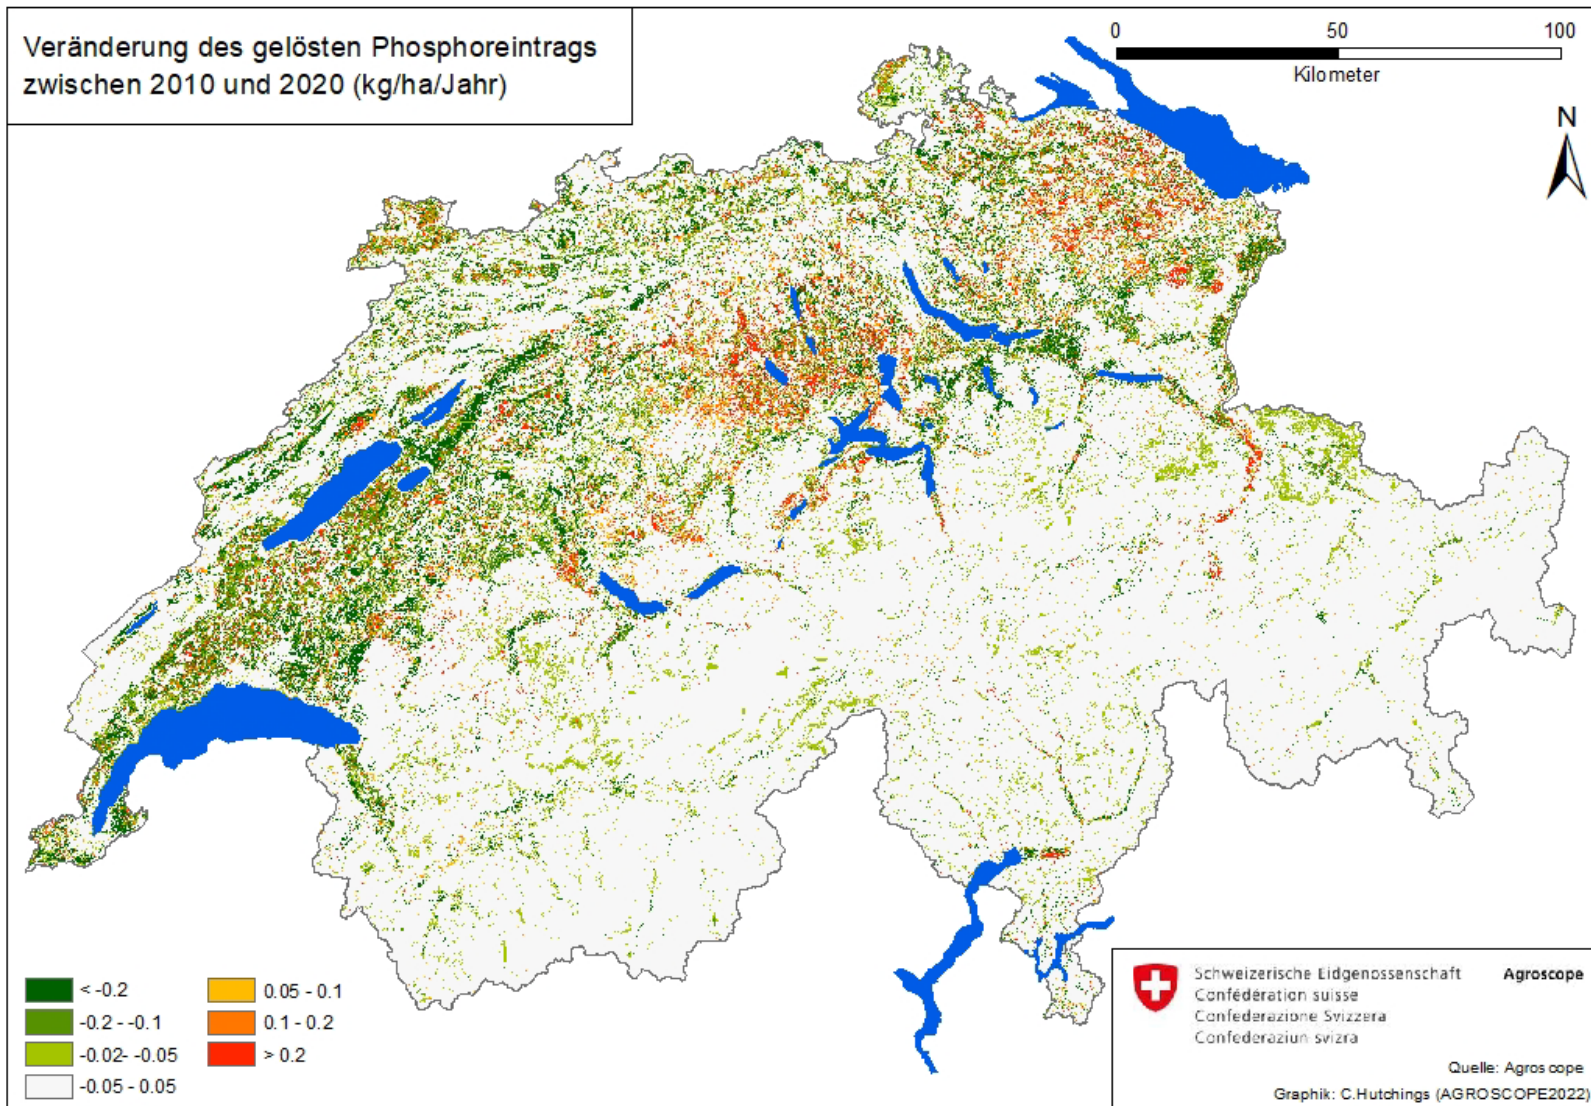 Veränderung des gelösten Phosphoreintrags
zwischen 2010 und 2020 (kg/ha/Jahr)
0 50 100
Kilometer
N
< -0.2
-0.2 - -0.1
-0.02- -0.05
-0.05 - 0.05
0.05 - 0.1
0.1 - 0.2
> 0.2
Schweizerische Eidgenossenschaft Agroscope
Confédération suisse
Confederazione Svizzera
Confederaziun svizra
Quelle: Agroscope
Graphik: C.Hutchings (AGROSCOPE2022)